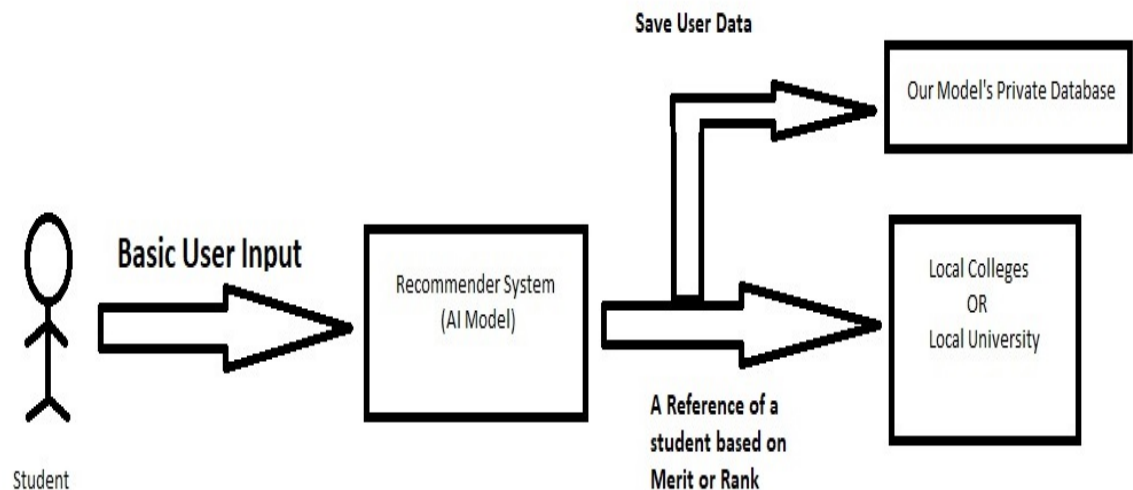 Save User Data
Our Model's Private Database
Basic User Input
Recommender System
(AI Model)
Local Colleges
OR
Local University
A Reference of a
student based on
Merit or Rank
Student